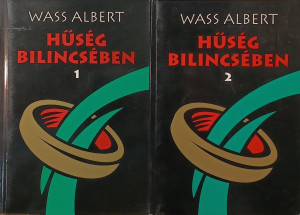 WASS ALBERT
HŰSÉG
BILINCSÉBEN
1
WASS ALBERT
HŰSÉG
BILINCSÉBEN
2